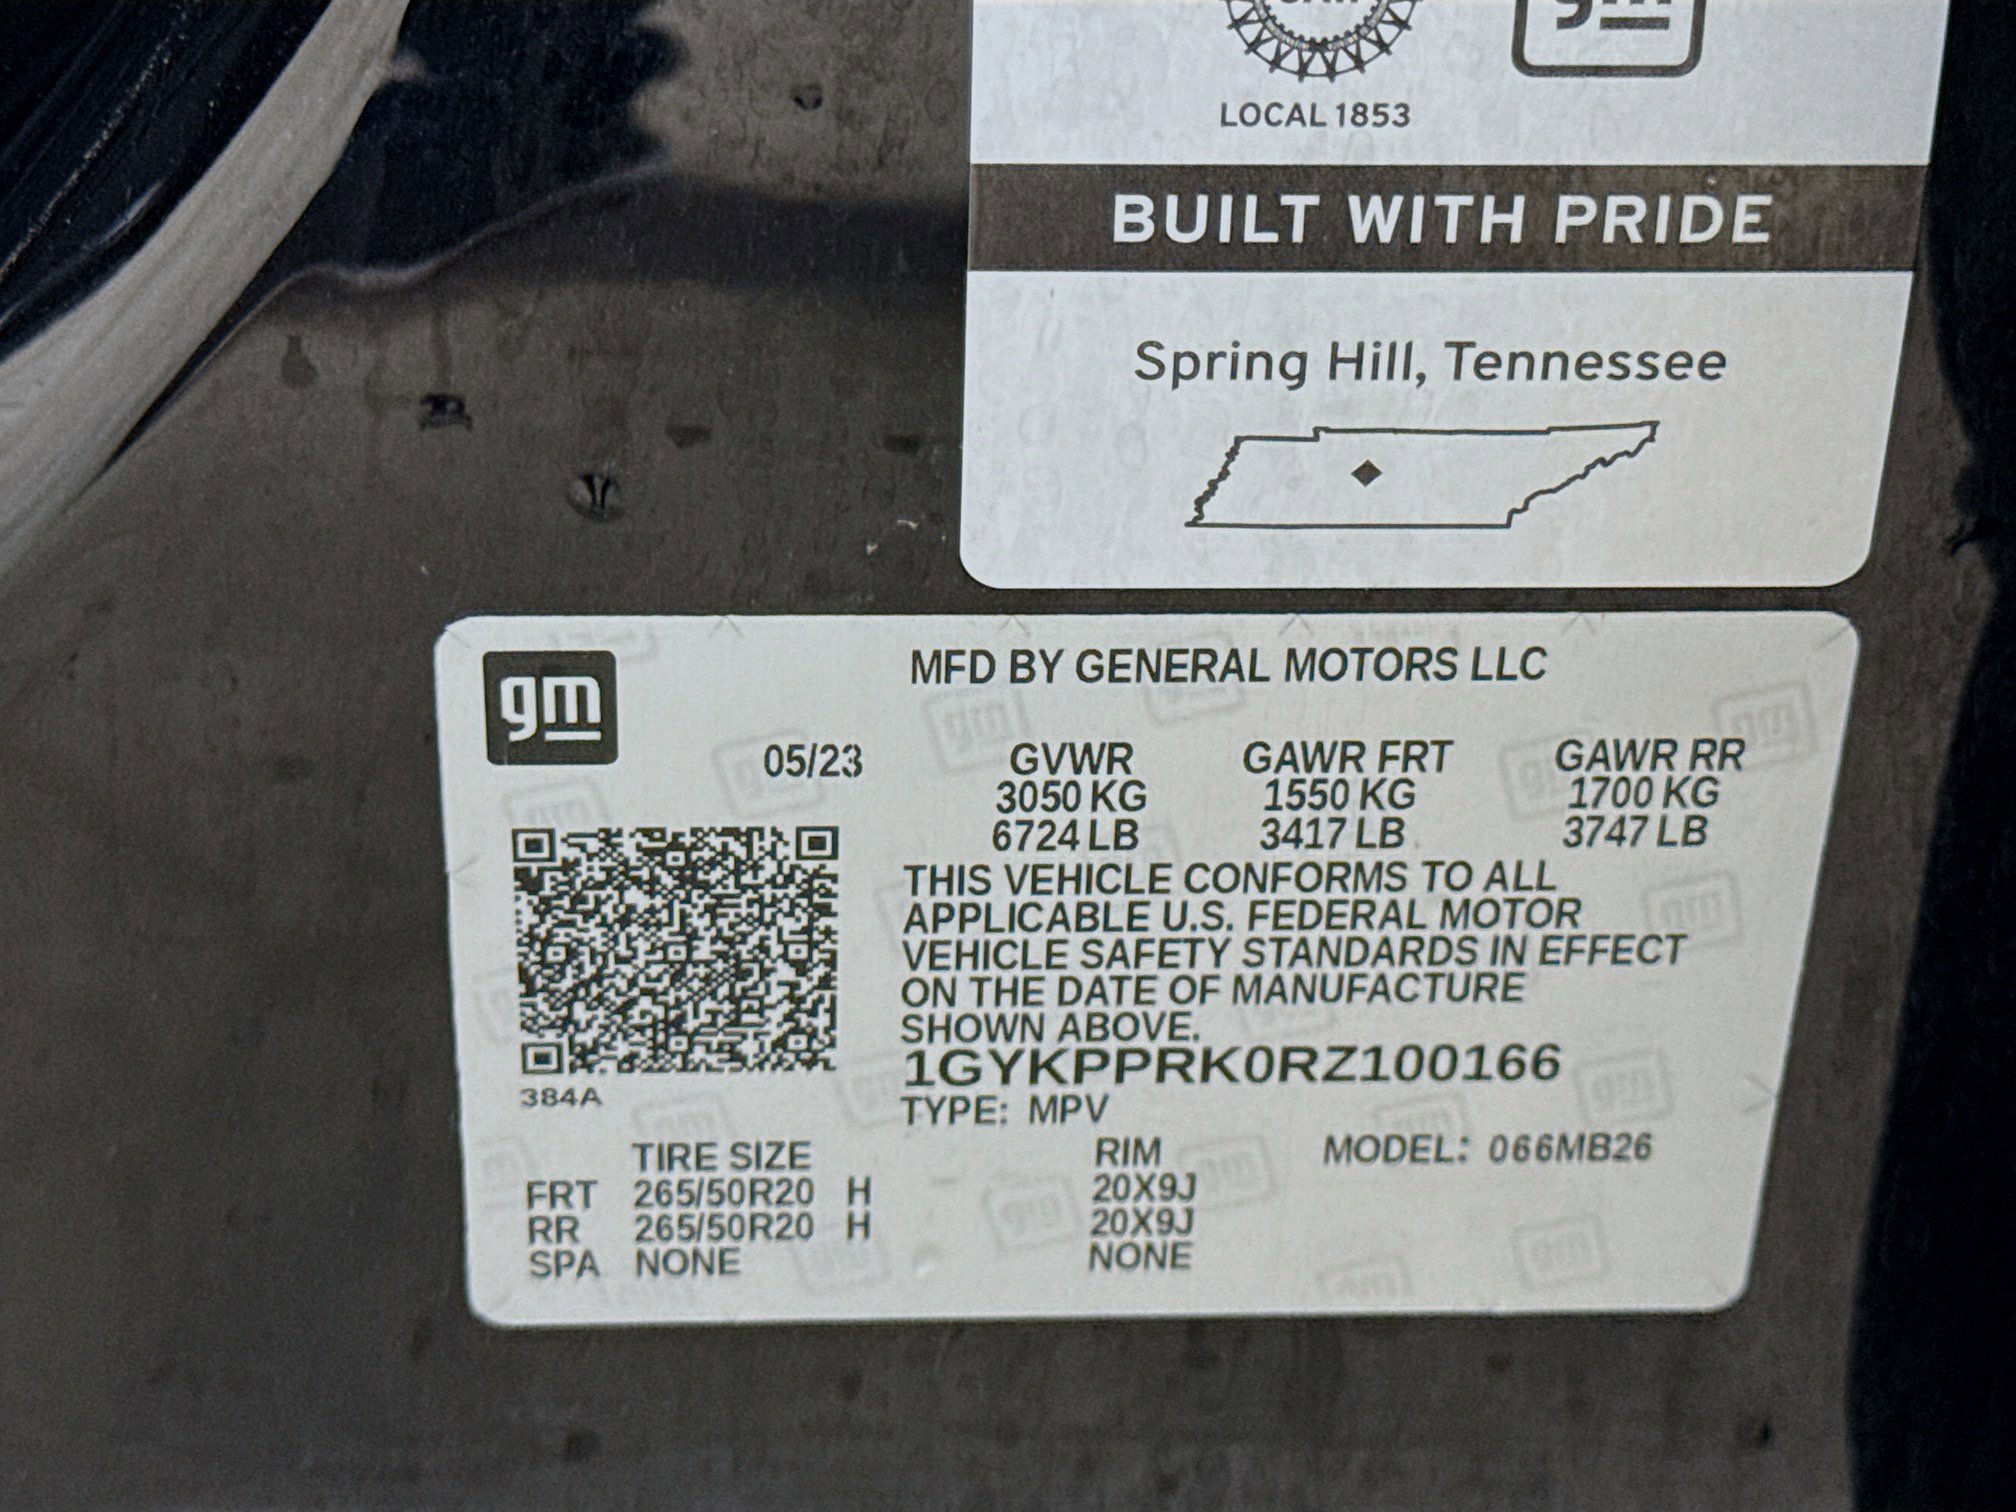 gm
LOCAL 1853
BUILT WITH PRIDE
Spring Hill, Tennessee
gm
MFD BY GENERAL MOTORS LLC
05/23 GVWR GAWR FRT GAWR RR
3050 KG 1550 KG 1700 KG
6724 LB 3417 LB 3747 LB
THIS VEHICLE CONFORMS TO ALL
APPLICABLE U.S. FEDERAL MOTOR
VEHICLE SAFETY STANDARDS IN EFFECT
ON THE DATE OF MANUFACTURE
SHOWN ABOVE.
1GYKPPRK0RZ100166
384A
TYPE: MPV
TIRE SIZE RIM MODEL: 066MB26
FRT 265/50R20 H 20X9J
RR 265/50R20 H 20X9J
SPA NONE NONE